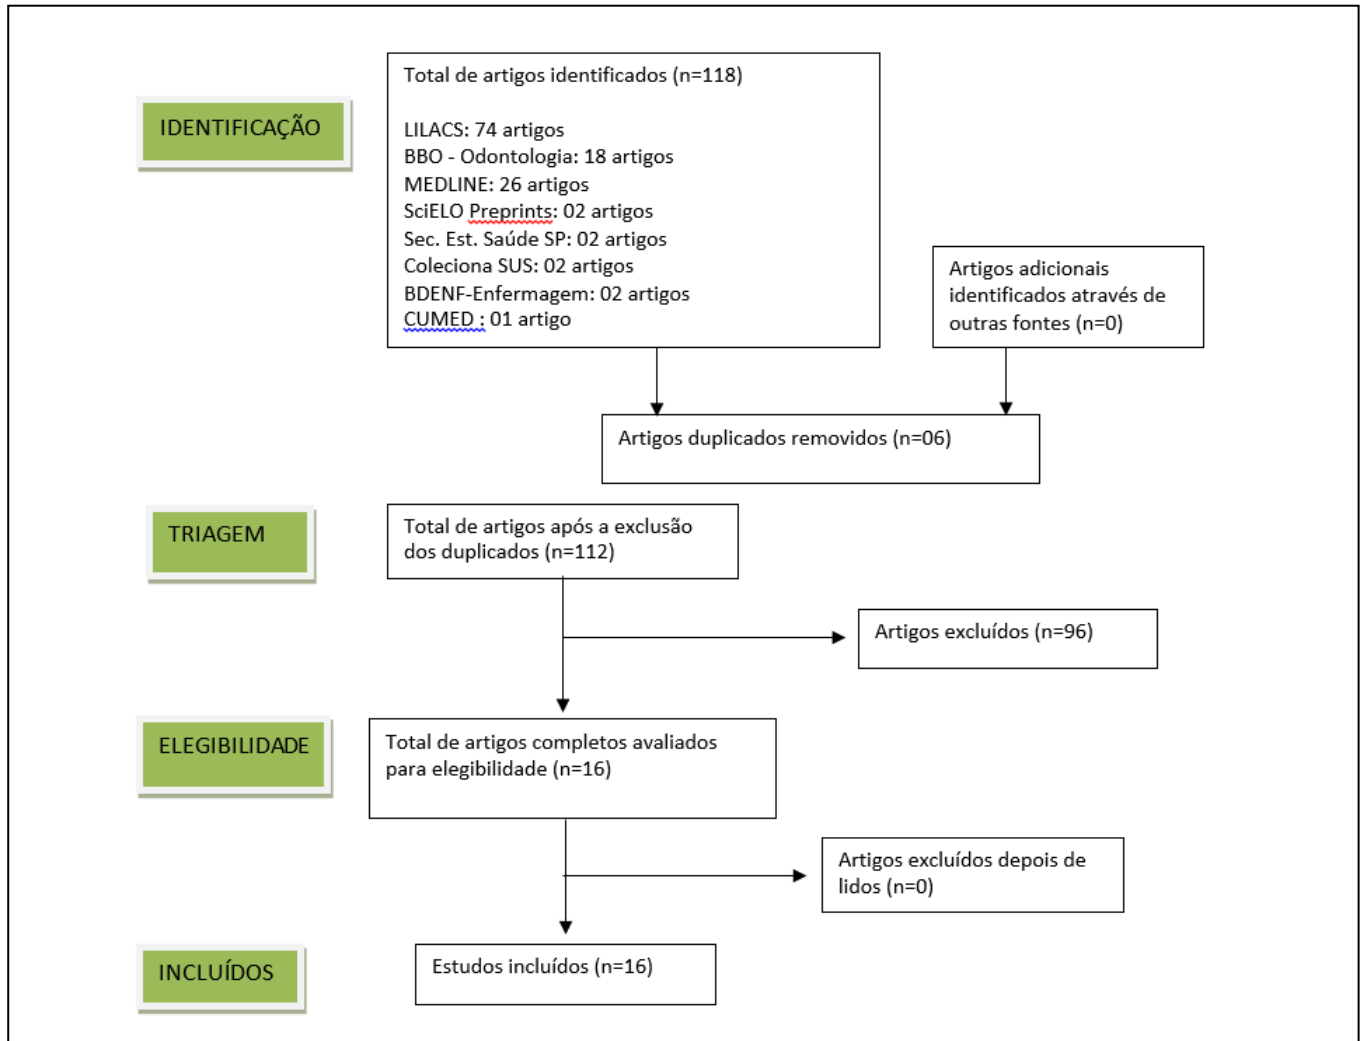 IDENTIFICAÇÃO
Total de artigos identificados (n=118)
LILACS: 74 artigos
BBO - Odontologia: 18 artigos
MEDLINE: 26 artigos
SciELO Preprints: 02 artigos
Sec. Est. Saúde SP: 02 artigos
Coleciona SUS: 02 artigos
BDENF-Enfermagem: 02 artigos
CUMED : 01 artigo
Artigos adicionais
identificados através de
outras fontes (n=0)
Artigos duplicados removidos (n=06)
TRIAGEM
Total de artigos após a exclusão
dos duplicados (n=112)
Artigos excluídos (n=96)
ELEGIBILIDADE
Total de artigos completos avaliados
para elegibilidade (n=16)
Artigos excluídos depois de
lidos (n=0)
INCLUÍDOS
Estudos incluídos (n=16)